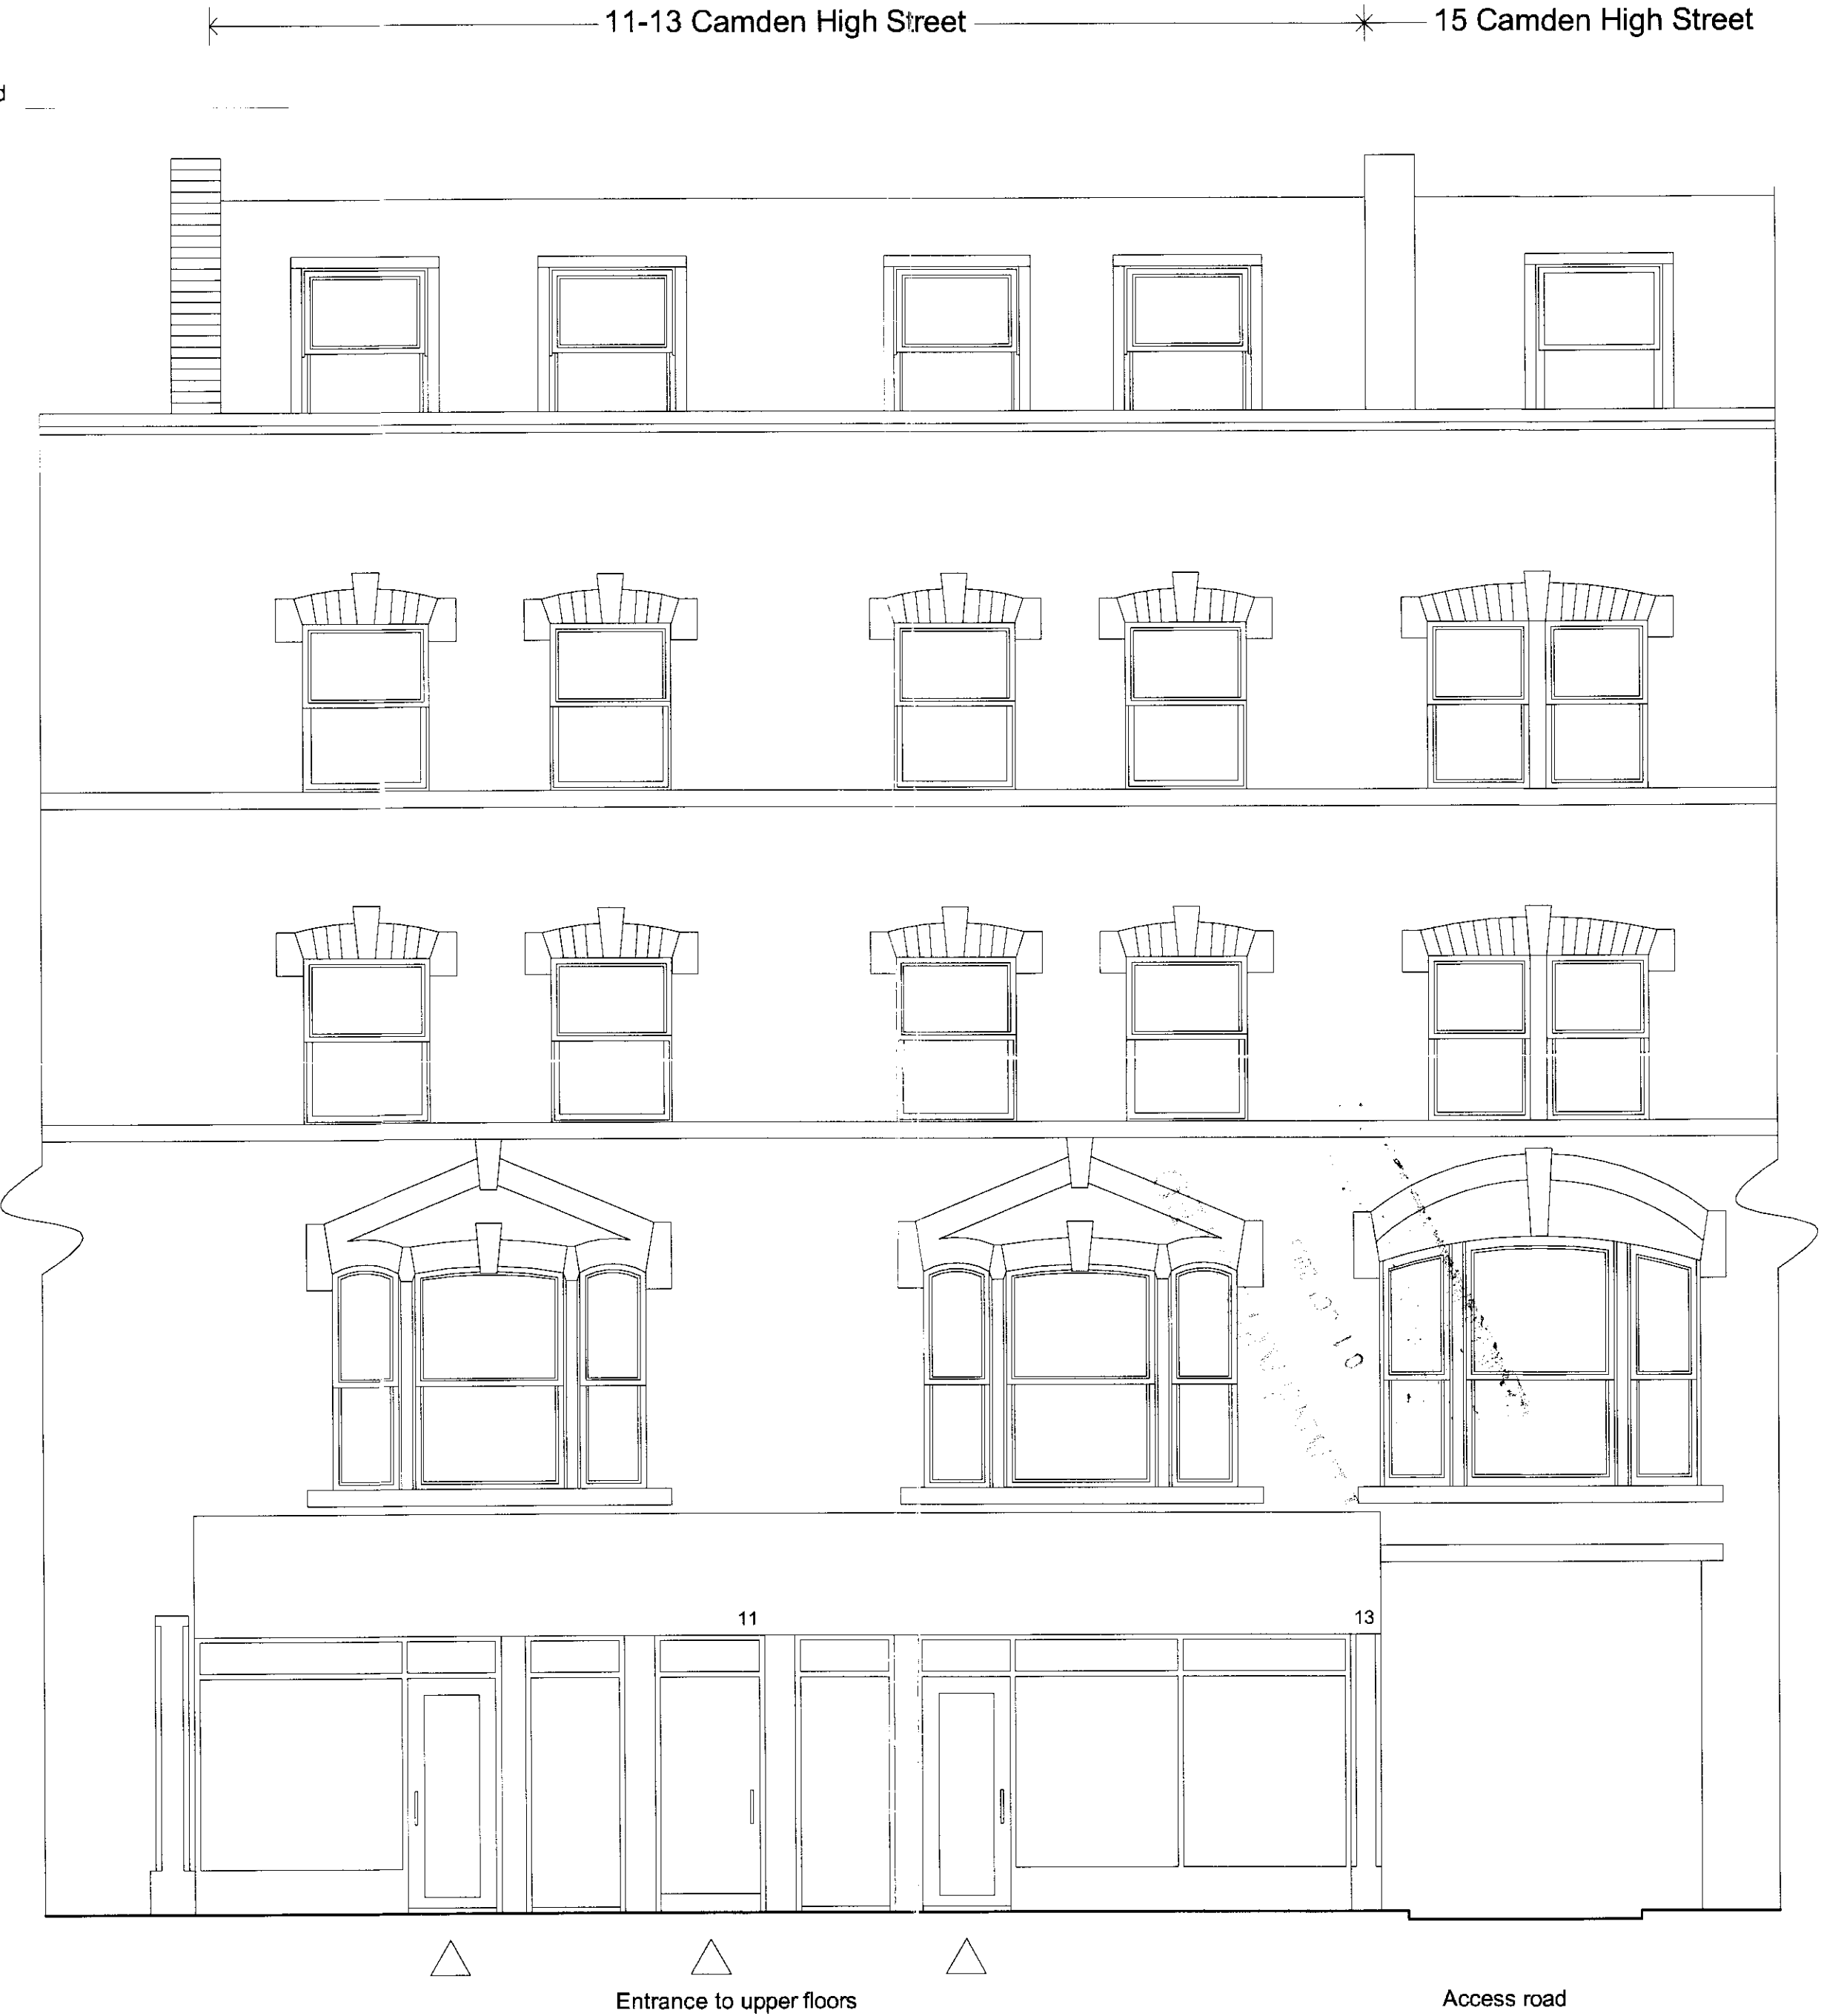 11-13 Camden High Street
15 Camden High Street
d
11
13
Entrance to upper floors
Access road